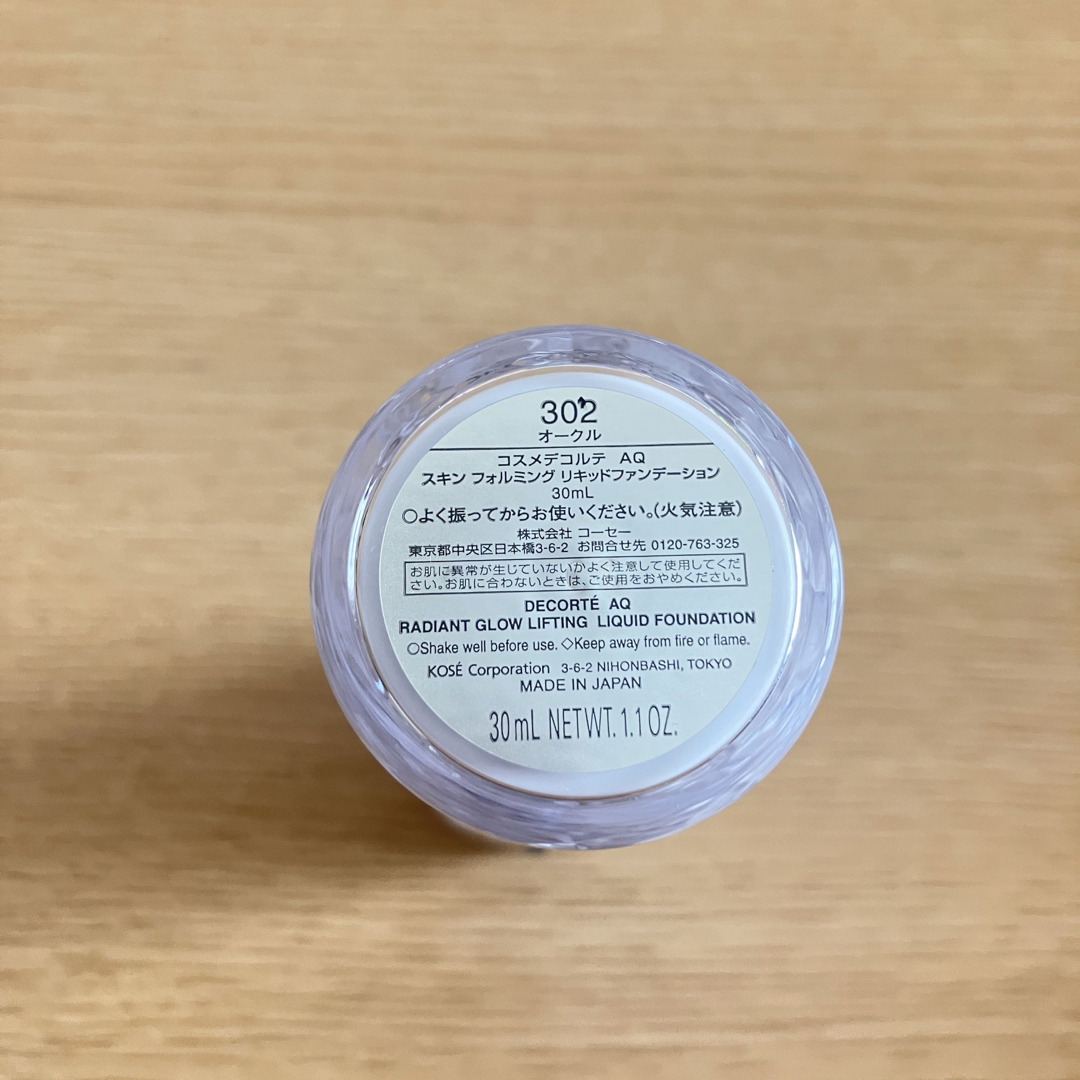 302
オークル
コスメデコルテ AQ
スキン フォルミング リキッドファンデーション
30mL
○よく振ってからお使いください。(火気注意)
株式会社 コーセー
東京都中央区日本橋3-6-2 お問合せ先 0120-763-325
お肌に異常が生じていないかよく注意して使用してくだ
さい。お肌に合わないときは、ご使用をおやめください。
DECORTÉ AQ
RADIANT GLOW LIFTING LIQUID FOUNDATION
○Shake well before use. ◇Keep away from fire or flame.
KOSÉ Corporation 3-6-2 NIHONBASHI, TOKYO
MADE IN JAPAN
30mL NETWT. 1.1 OZ.